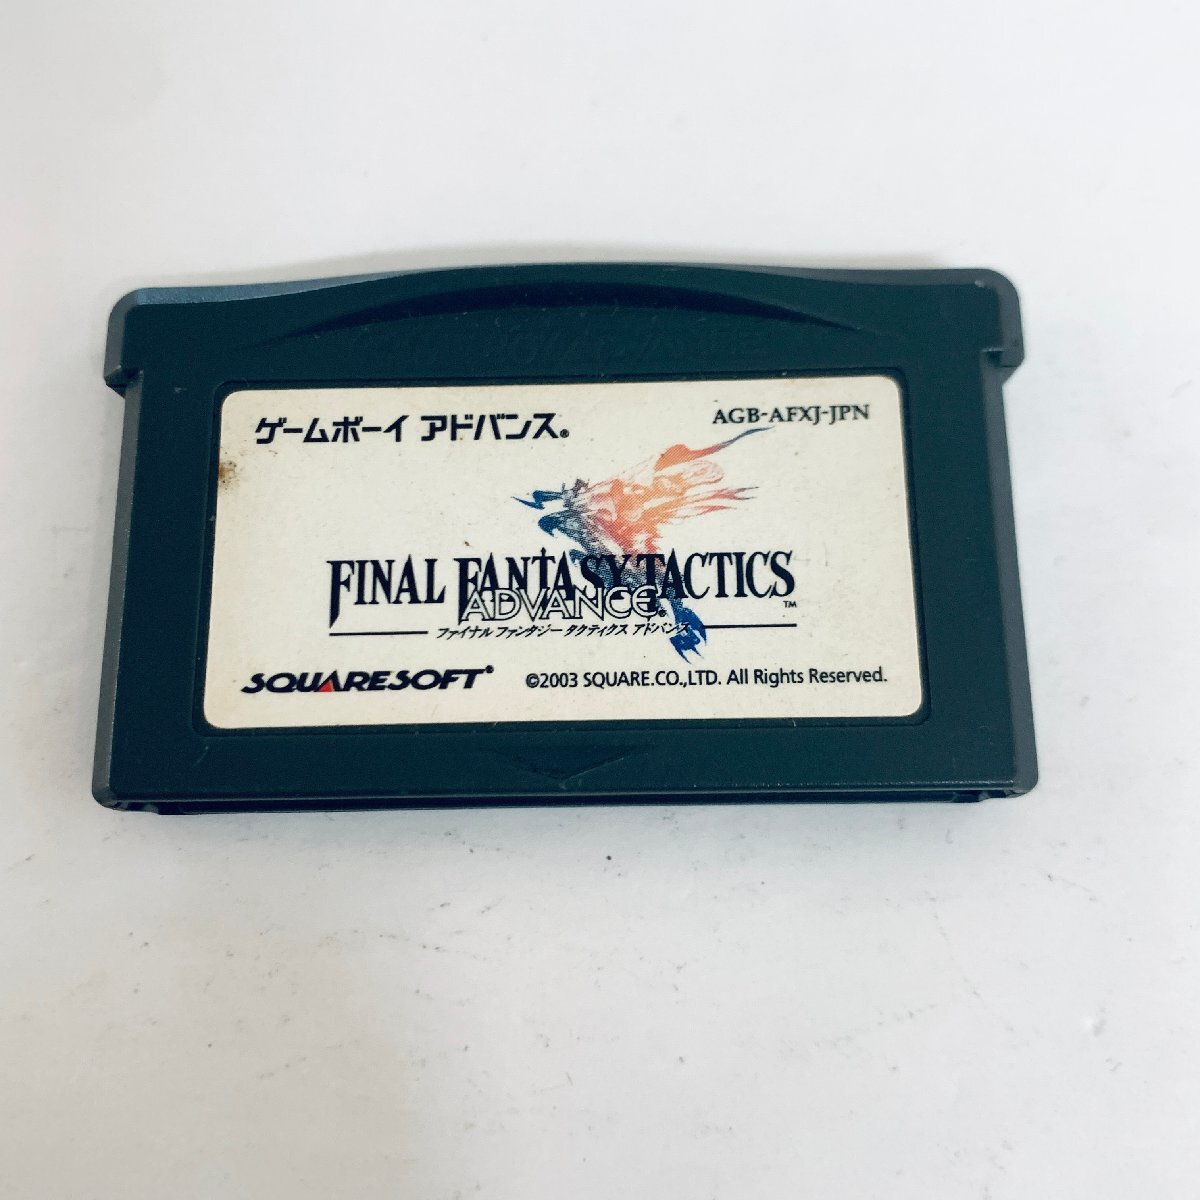 ゲームボーイ アドバンス®
AGB-AFXJ-JPN
FINAL FANTASY TACTICS
ADVANCE®
™
ファイナル ファンタジー タクティクス アドバンス
SQUARESOFT®
©2003 SQUARE.CO.,LTD. All Rights Reserved.